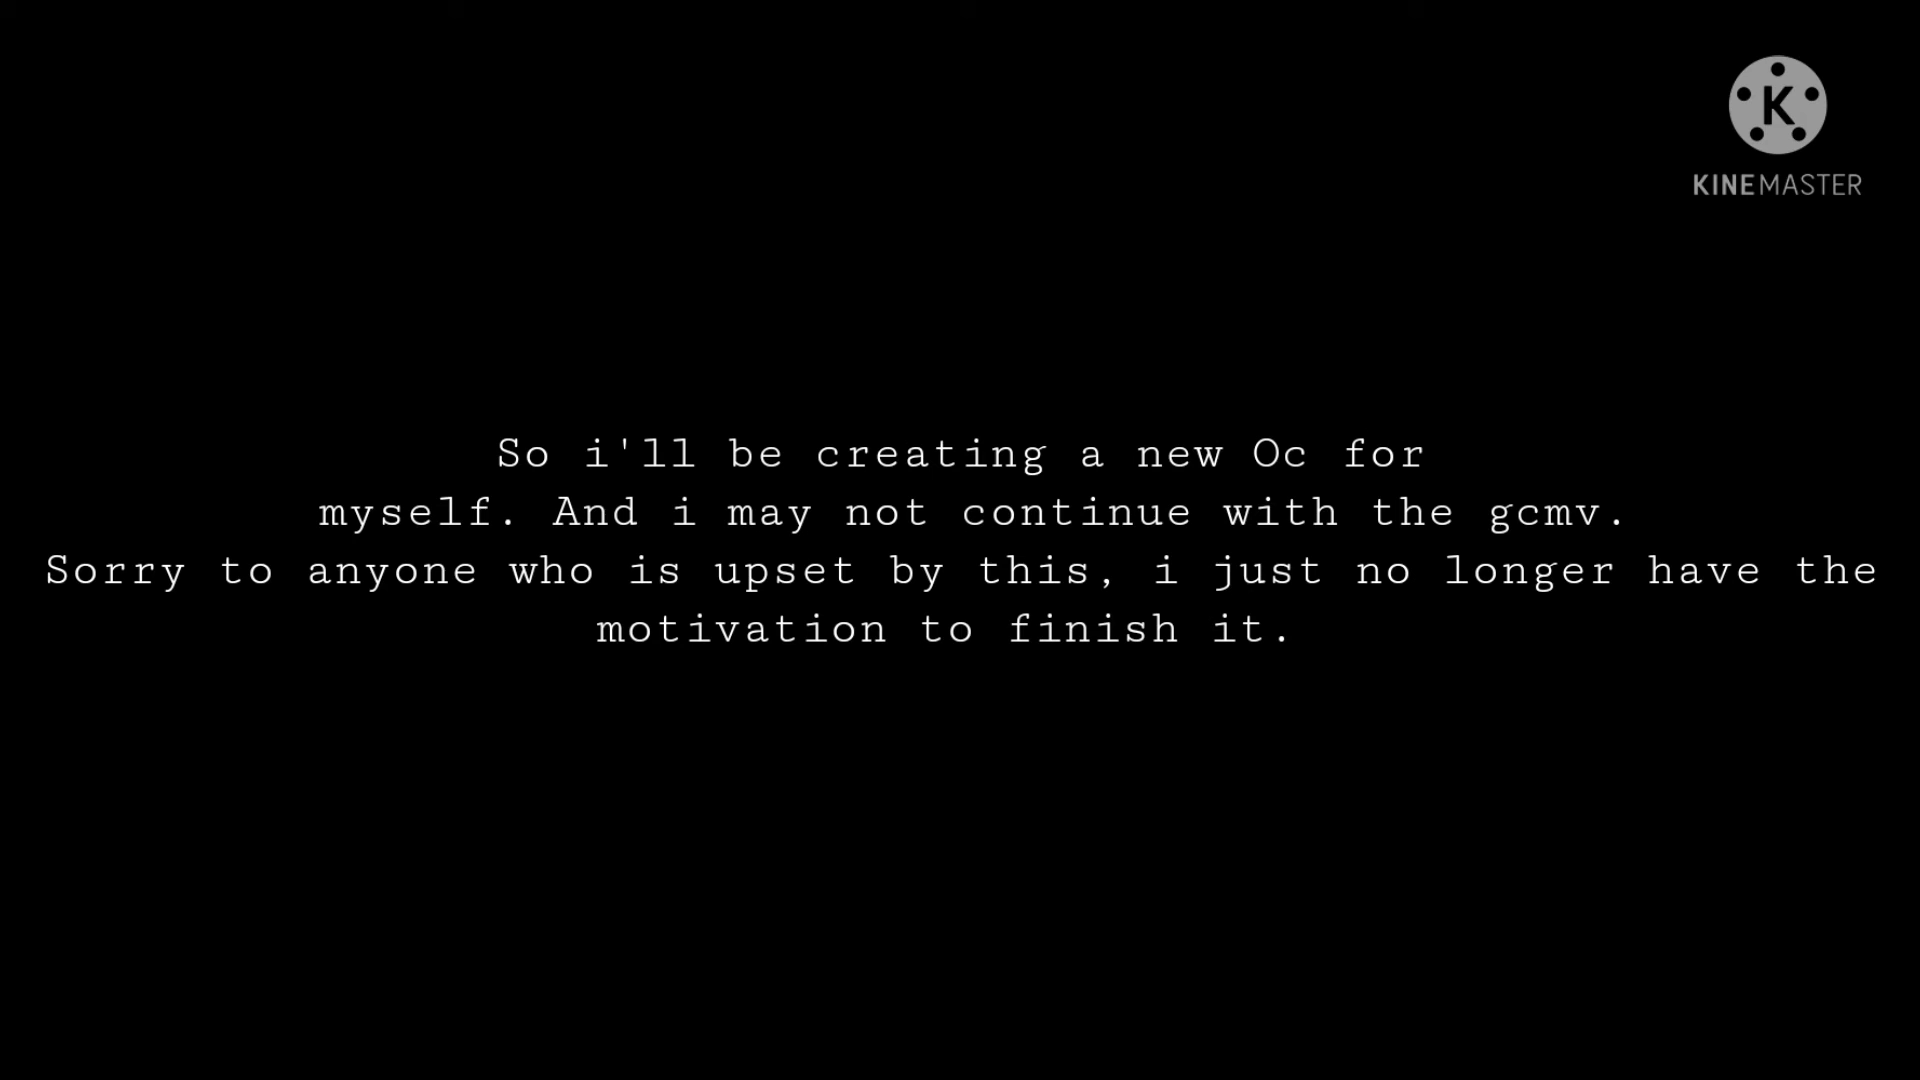 K
KINEMASTER
So i'll be creating a new Oc for
myself. And i may not continue with the gcmv.
Sorry to anyone who is upset by this, i just no longer have the
motivation to finish it.